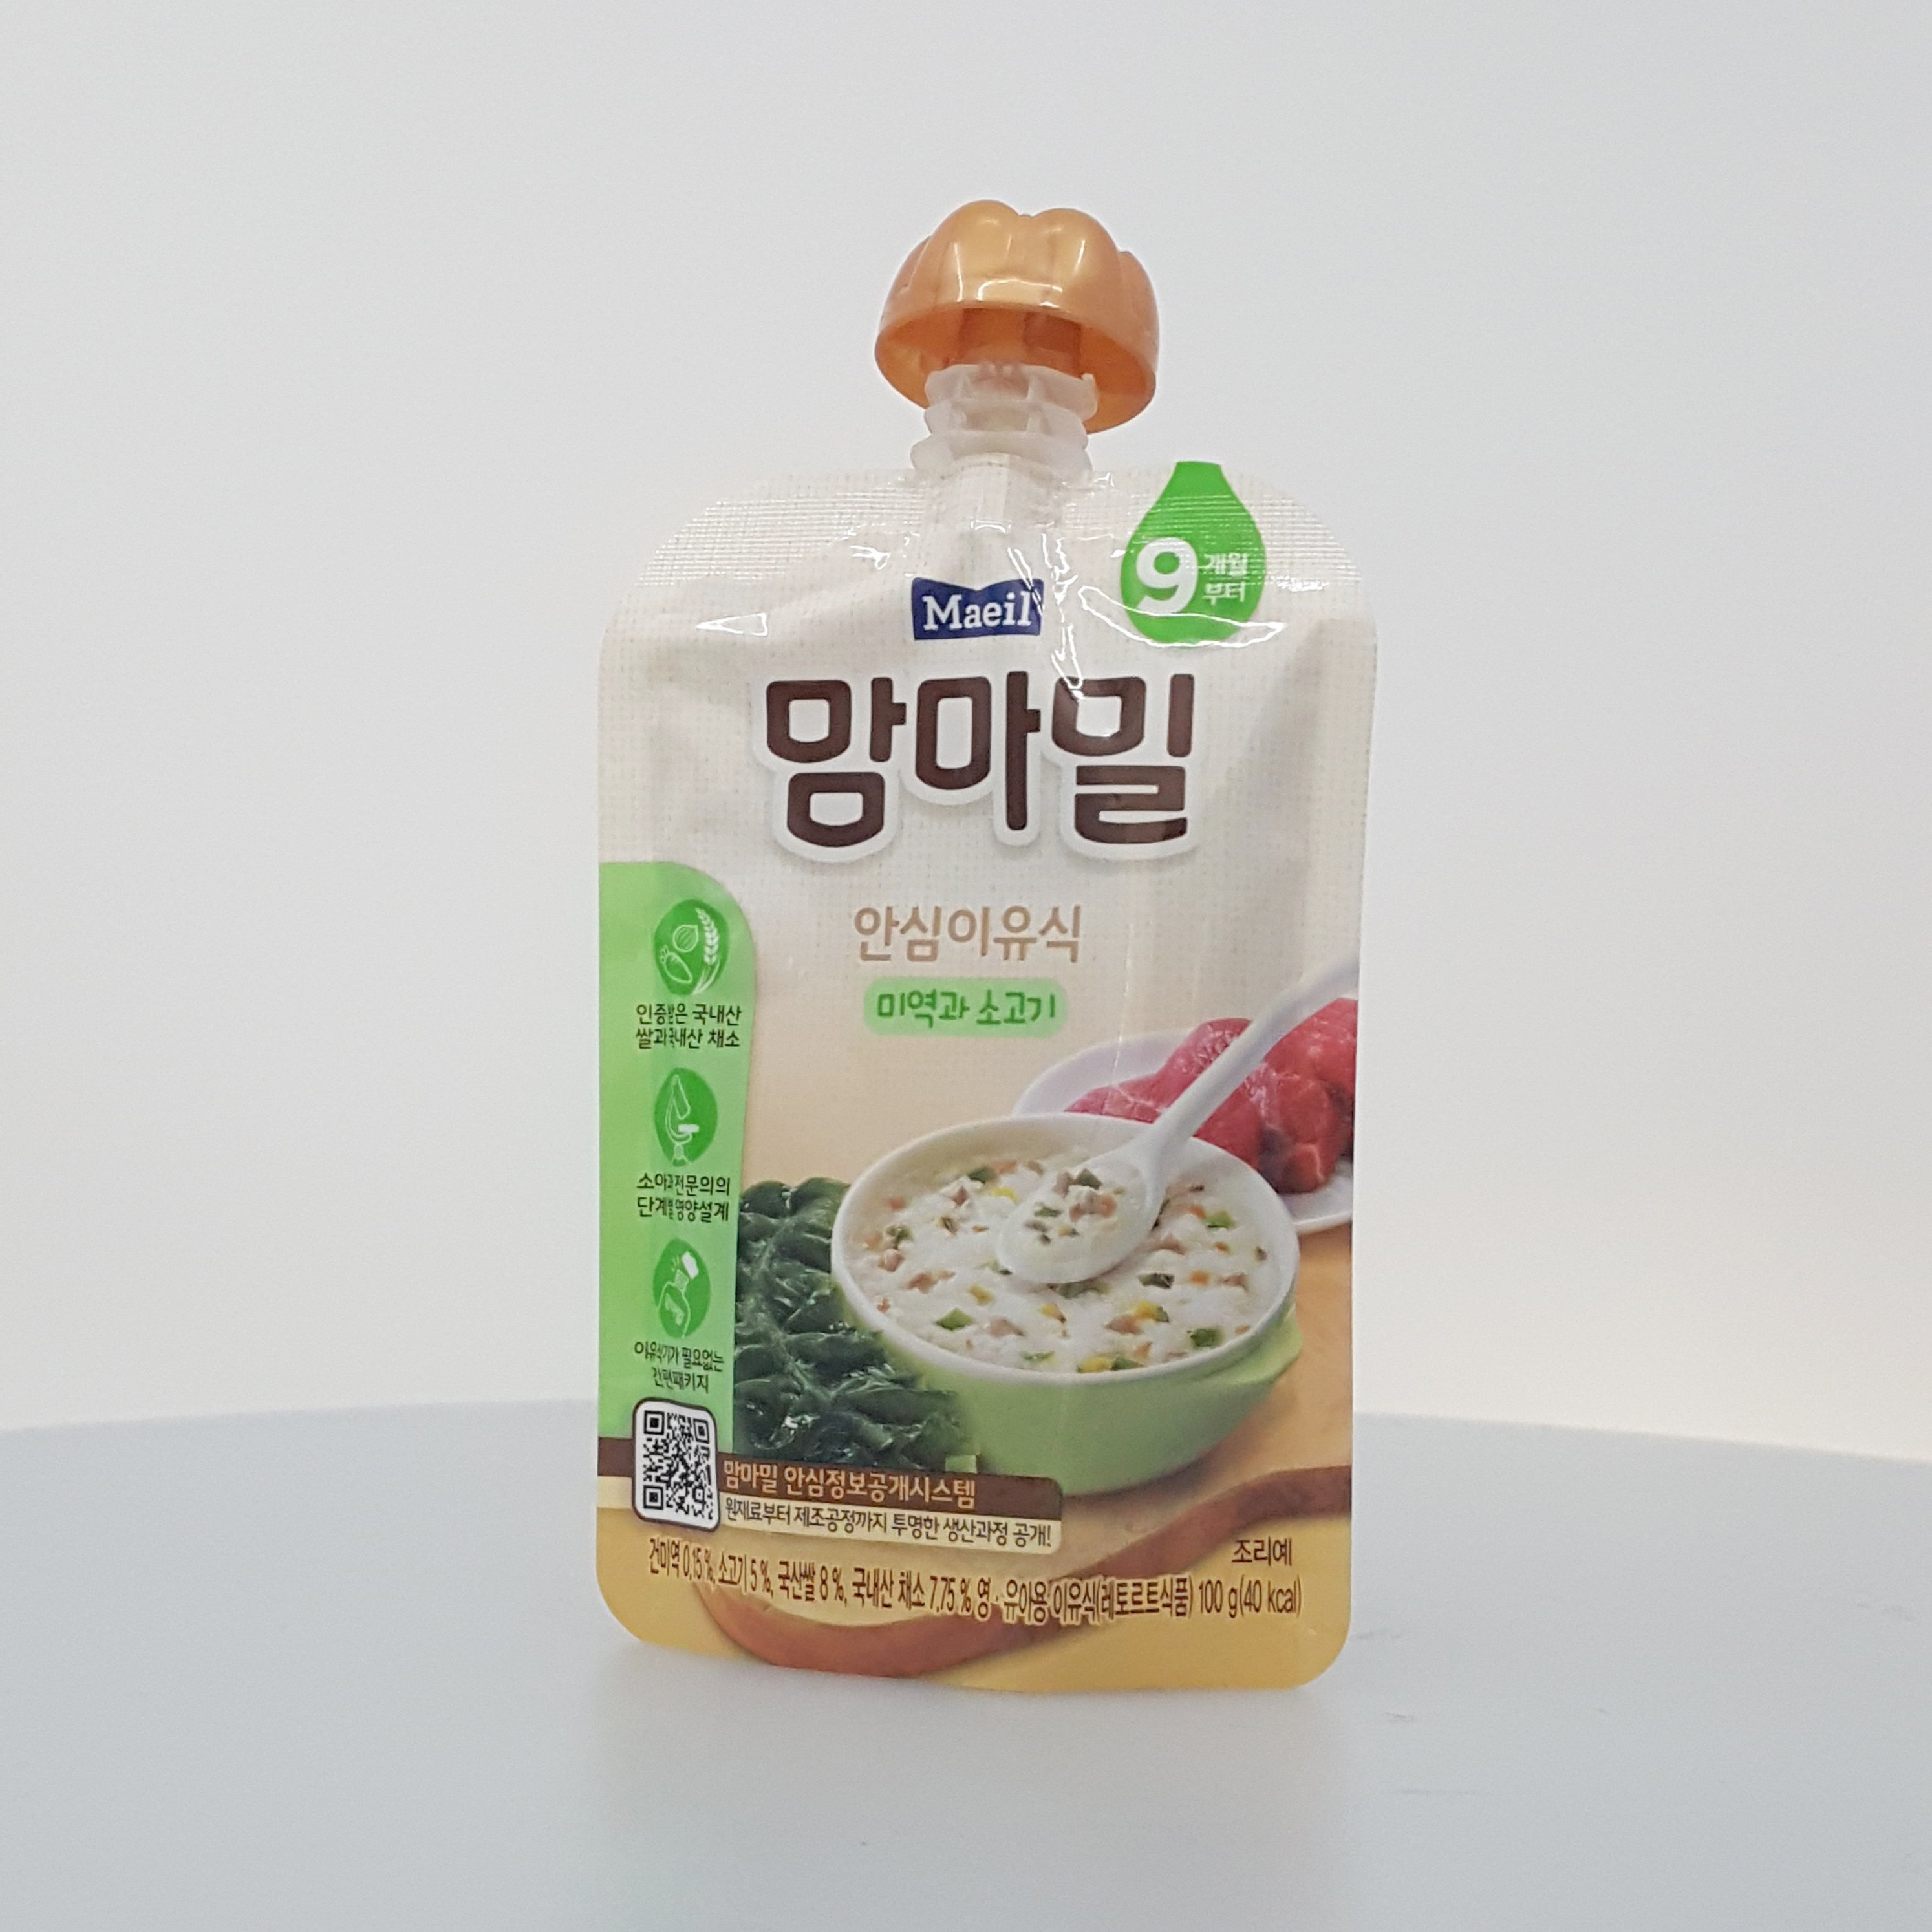 Maeil
9개월
부터
맘마밀
안심이유식
미역과 소고기
인증받은 국내산
쌀과 국내산 채소
소아과전문의의
단계별 영양설계
이유식기가 필요없는
간편패키지
맘마밀 안심정보공개시스템
원재료부터 제조공정까지 투명한 생산과정 공개!
조리예
건미역 0.15 %, 소고기 5 %, 국산쌀 8 %, 국내산 채소 7.75 % 영·유아용 이유식(레토르트식품) 100 g(40 kcal)